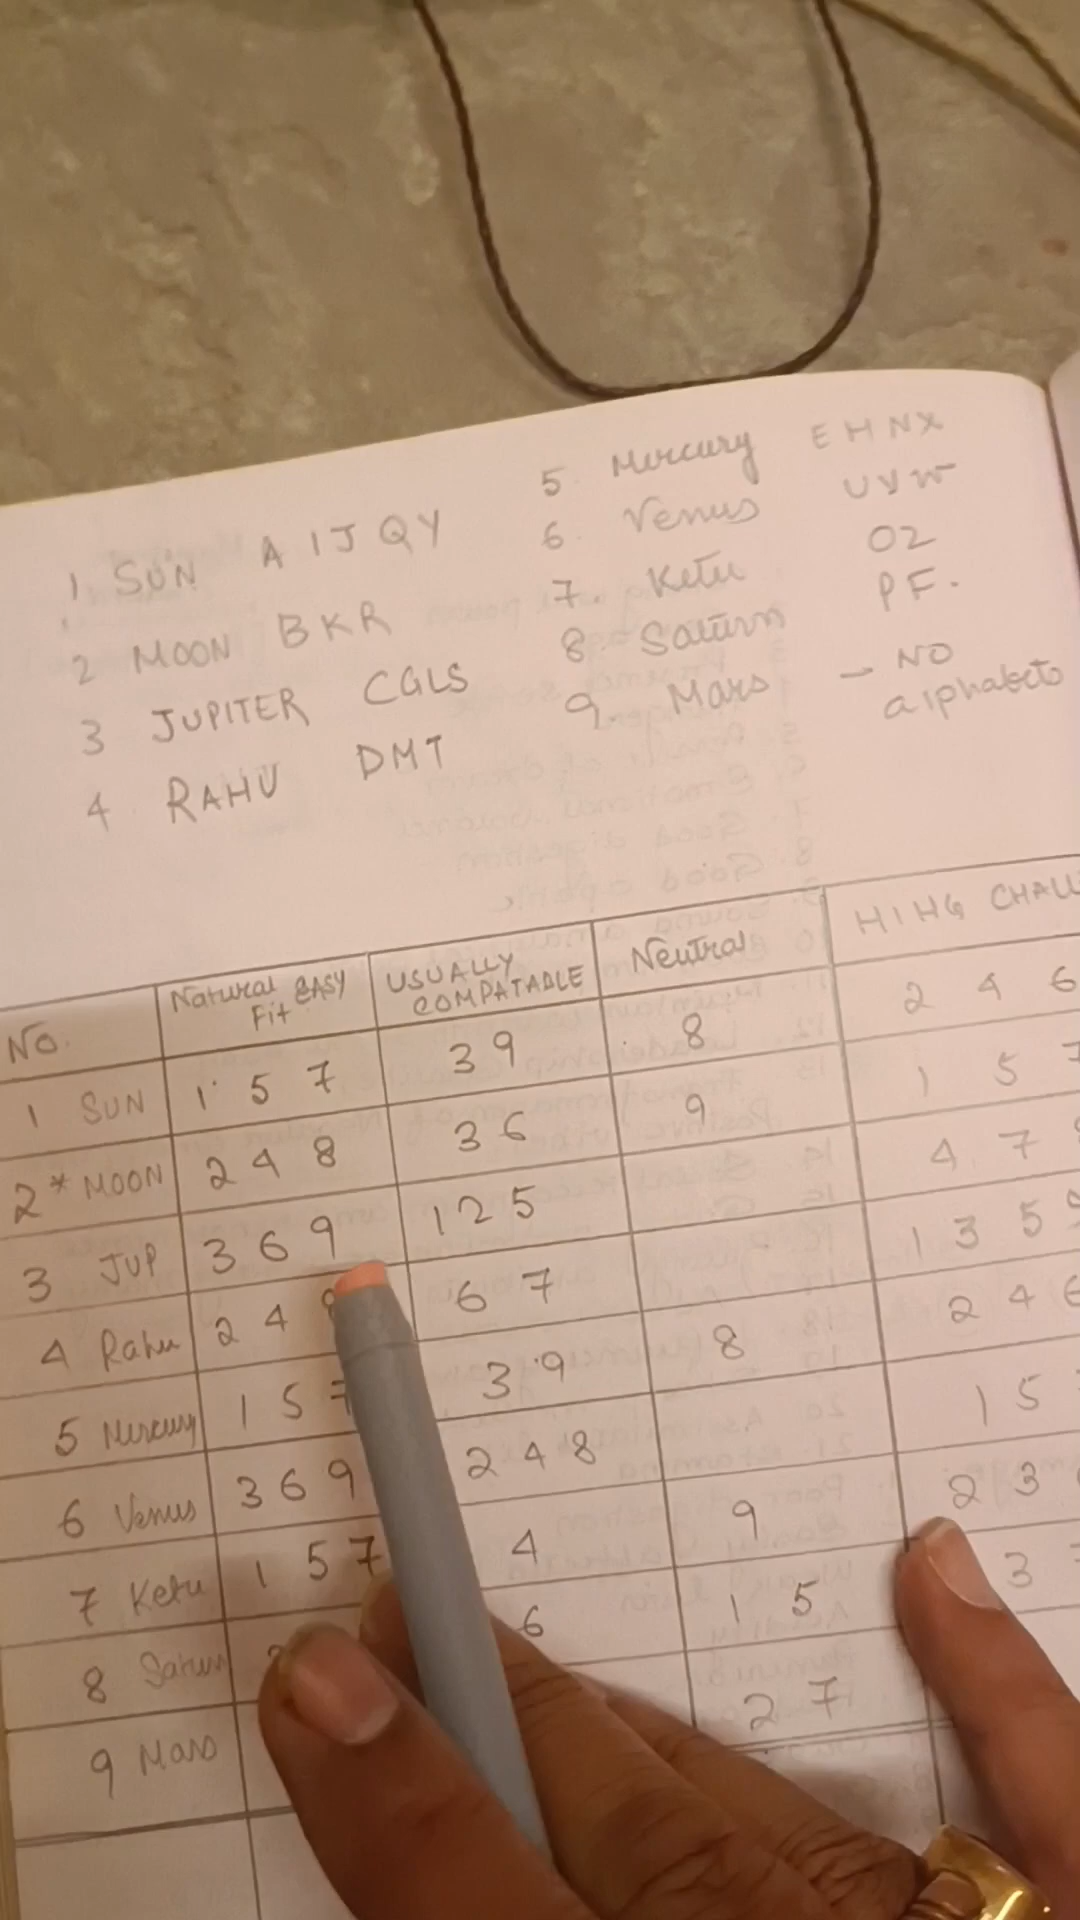 1 SUN A I J Q Y
2 MOON B K R
3 JUPITER C G L S
4 RAHU D M T
5 Mercury E H N X
6. Venus U V W
7. Ketu O Z
8. Saturn P F.
9. Mars - NO alphabets
No. Natural EASY Fit USUALLY COMPATABLE Neutral HIHG
1 SUN 1 5 7 3 9 8 2 4 6
2* MOON 2 4 8 3 6 9 1 5
3 JUP 3 6 9 1 2 5 4 7
4 Rahu 2 4 6 7 1 3 5
5 Mercury 1 5 3 9 8 2 4 6
6 Venus 3 6 9 2 4 8 1 5
7 Ketu 1 5 7 4 9 2 3
8 Saturn 6 1 5 3
9 Mars 2 7